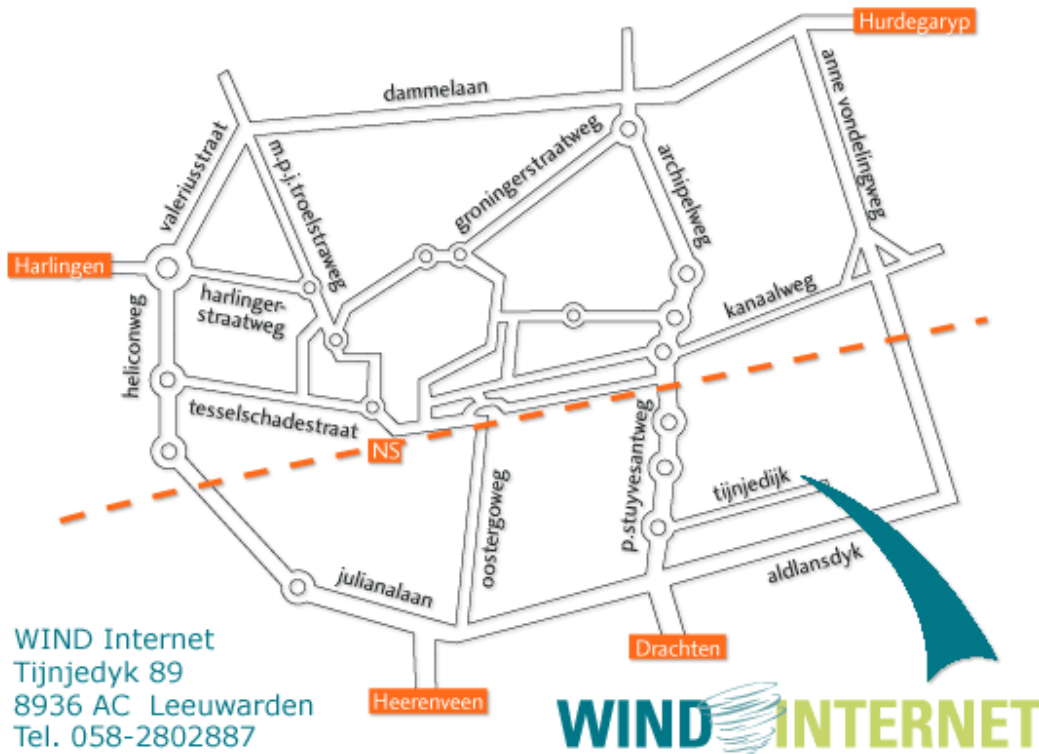 Hurdegaryp
dammelaan
anne vondelingweg
valeriusstraat
m.p.j.troelstraweg
groningerstraatweg
archipelweg
Harlingen
harlinger-
straatweg
kanaalweg
heliconweg
tesselschadestraat
NS
oostergoweg
p.stuyvesantweg
tijnjedijk
aldlansdyk
julianalaan
Drachten
Heerenveen
WIND Internet
Tijnjedyk 89
8936 AC Leeuwarden
Tel. 058-2802887
WIND INTERNET